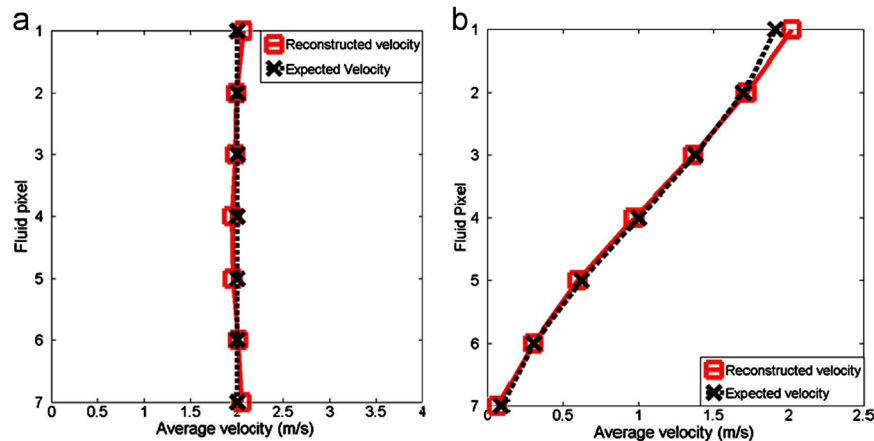 a
1
2
3
4
5
6
7
Fluid pixel
0
0.5
1
1.5
2
2.5
3
3.5
4
Average velocity (m/s)
Reconstructed velocity
Expected Velocity
b
1
2
3
4
5
6
7
Fluid Pixel
0
0.5
1
1.5
2
2.5
Average velocity (m/s)
Reconstructed velocity
Expected velocity